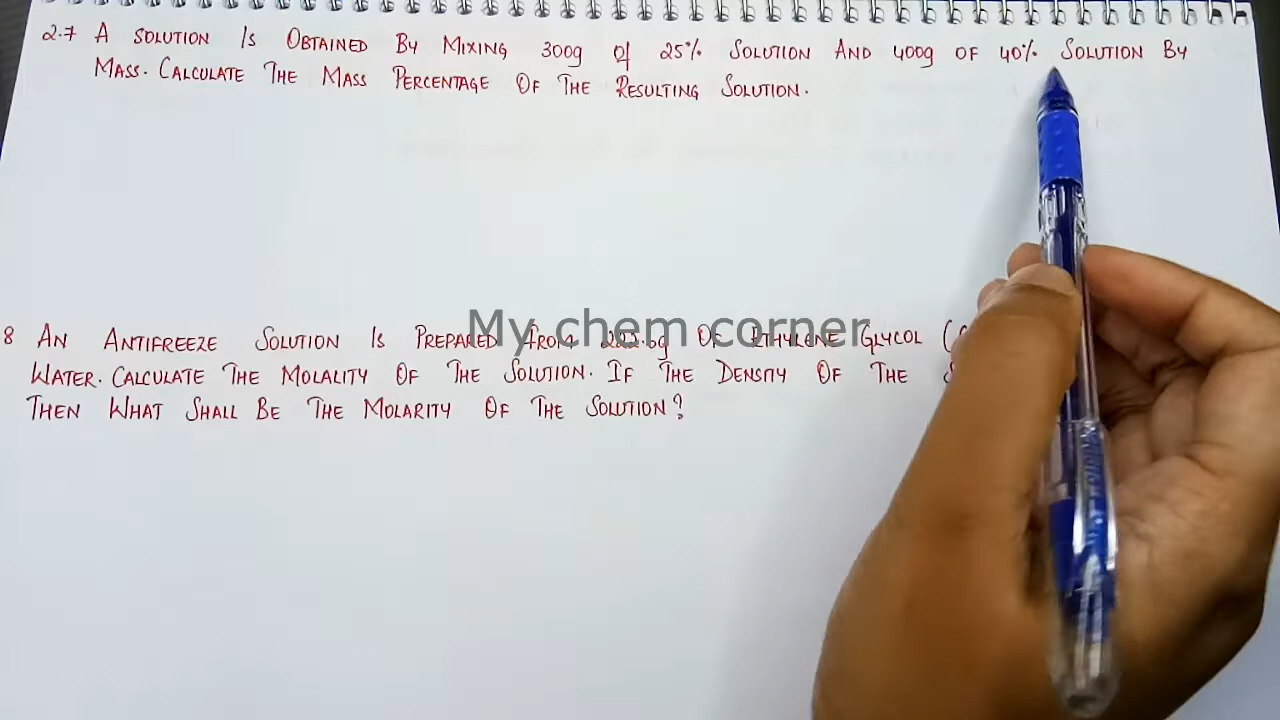 2.7 A SOLUTION IS OBTAINED BY MIXING 300g of 25% SOLUTION AND 400g OF 40% SOLUTION BY
MASS. CALCULATE THE MASS PERCENTAGE OF THE RESULTING SOLUTION.
My chem corner
8 AN ANTIFREEZE SOLUTION IS PREPARED FROM OF ETHYLENE GLYCOL
WATER. CALCULATE THE MOLALITY OF THE SOLUTION. IF THE DENSITY OF THE
THEN WHAT SHALL BE THE MOLARITY OF THE SOLUTION?